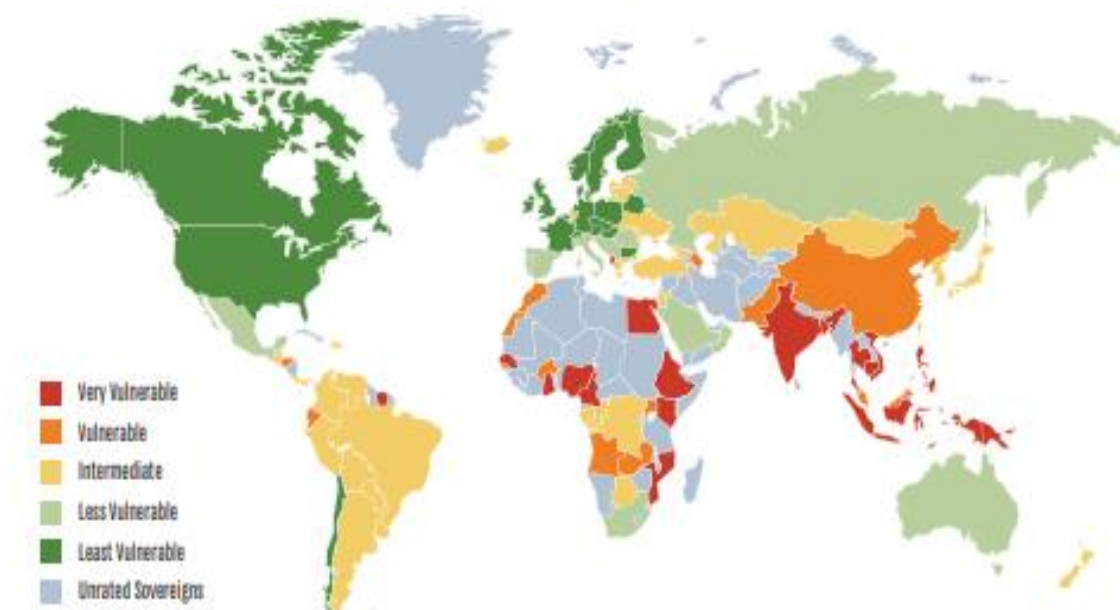 Very Vulnerable
Vulnerable
Intermediate
Less Vulnerable
Least Vulnerable
Unrated Sovereigns